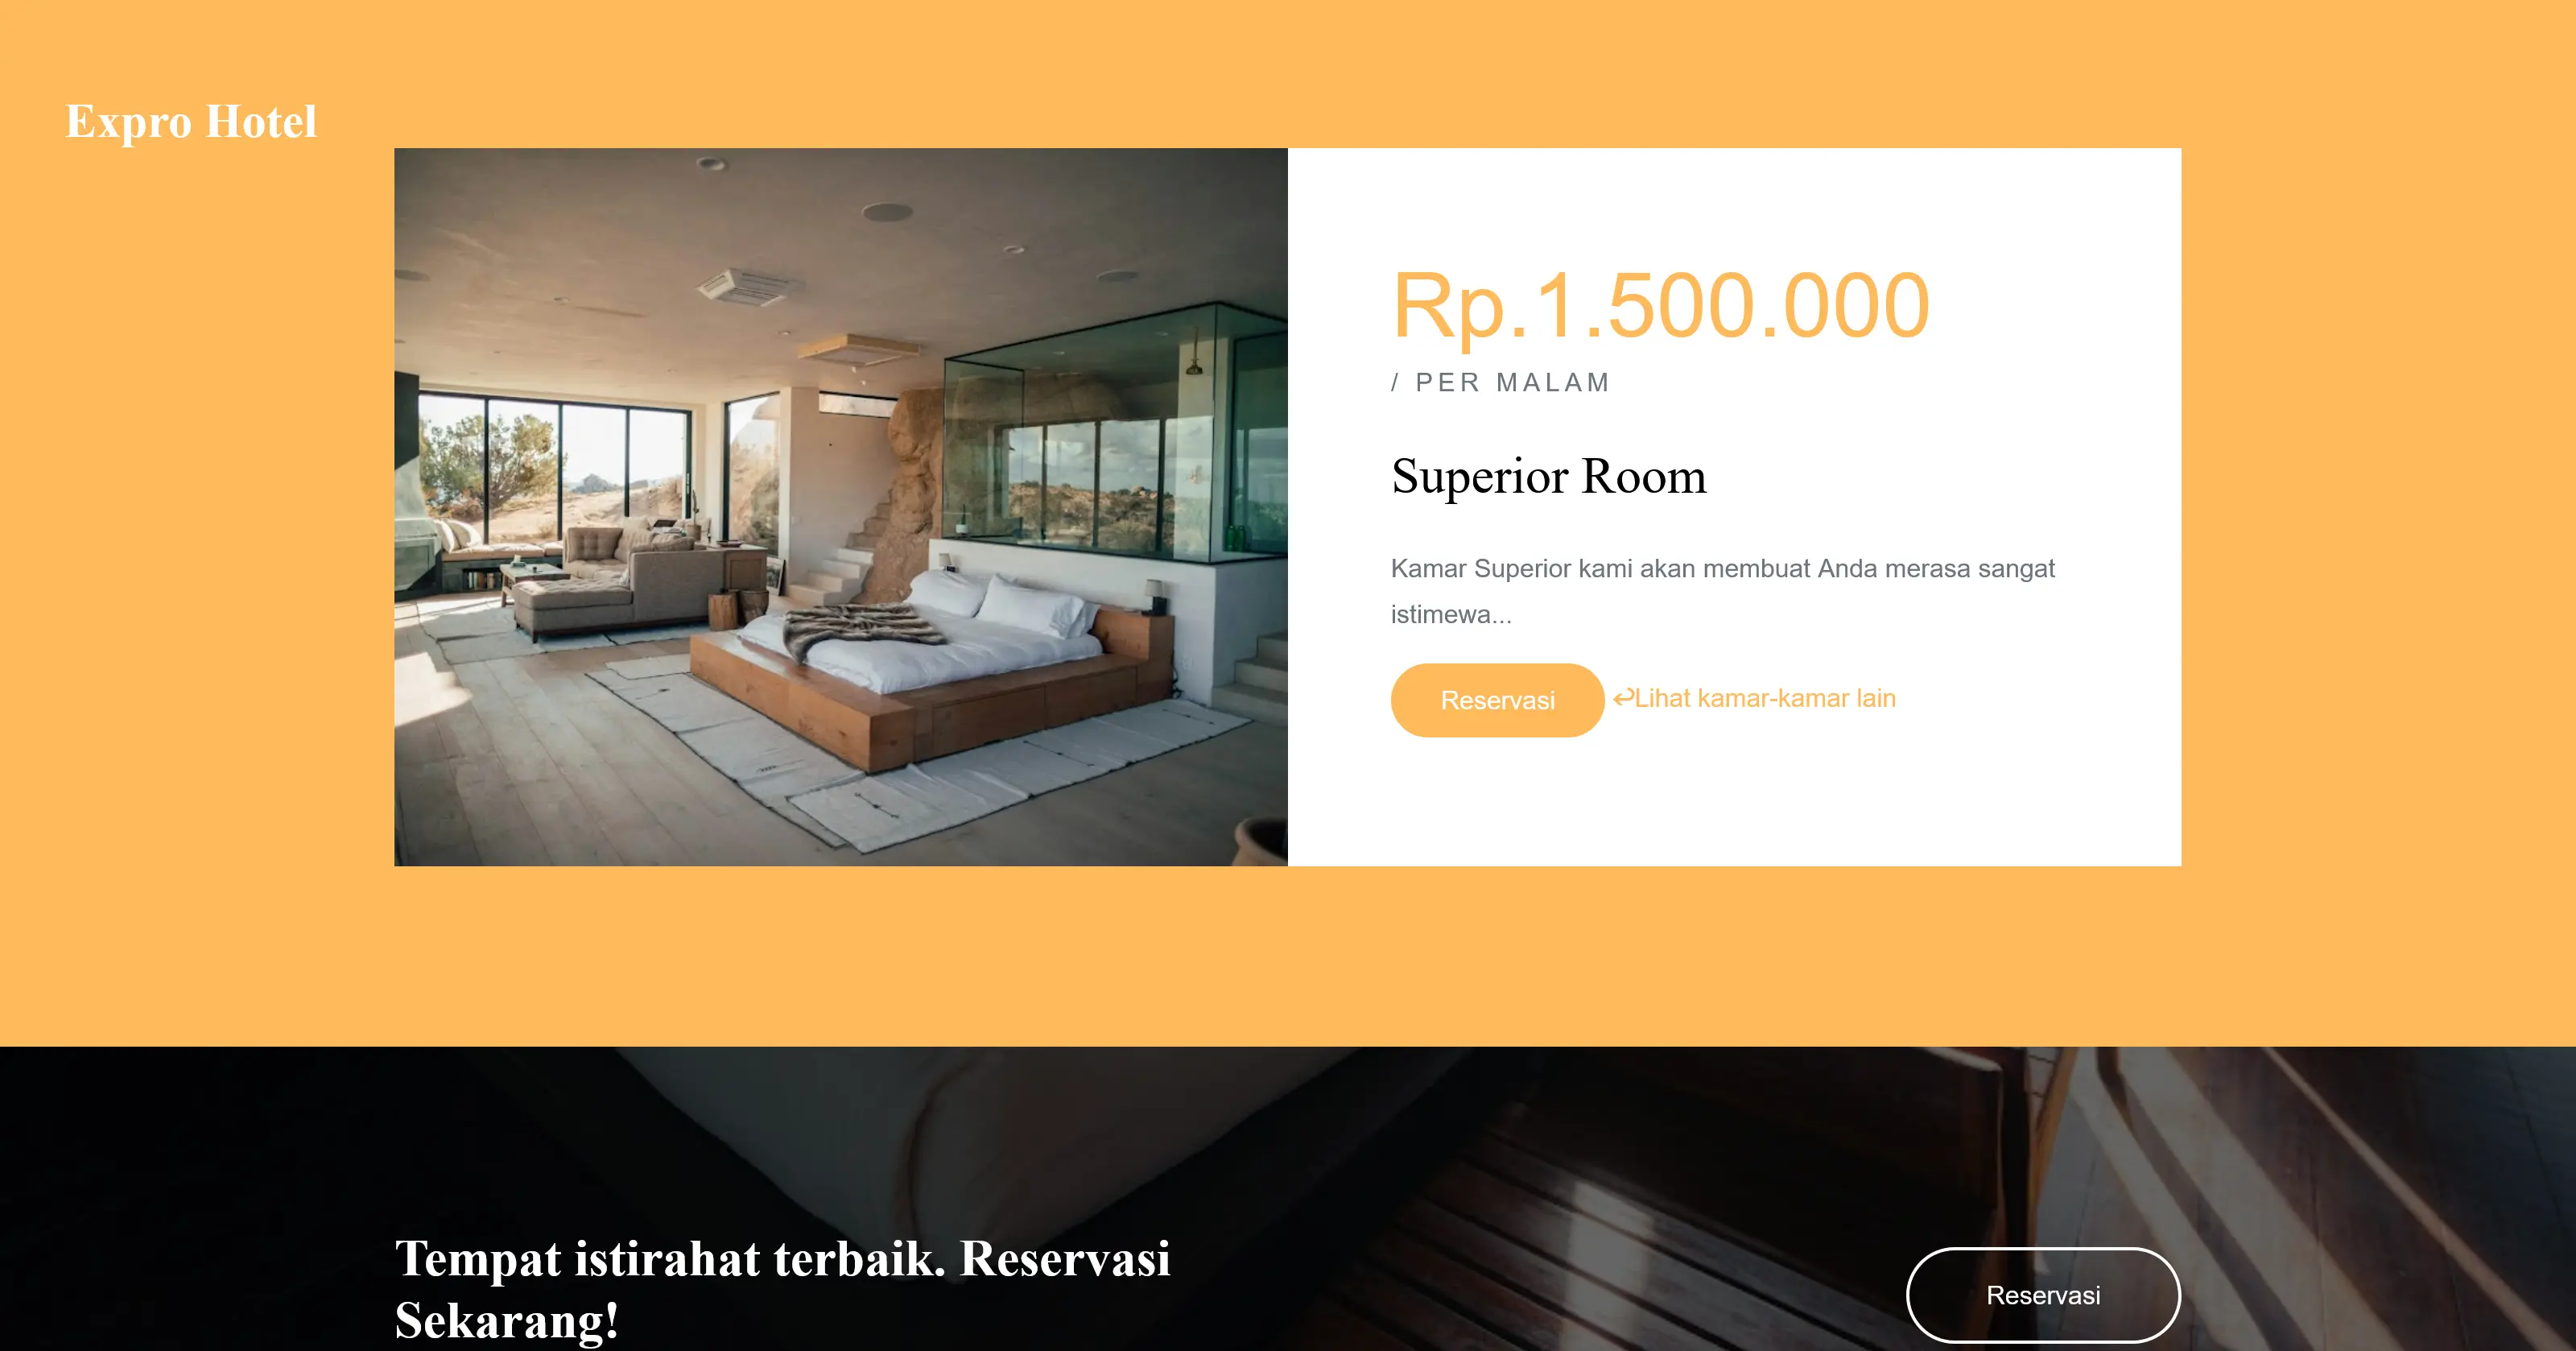 Expro Hotel
Rp.1.500.000
/ PER MALAM
Superior Room
Kamar Superior kami akan membuat Anda merasa sangat
istimewa...
Reservasi
↩Lihat kamar-kamar lain
Tempat istirahat terbaik. Reservasi
Sekarang!
Reservasi